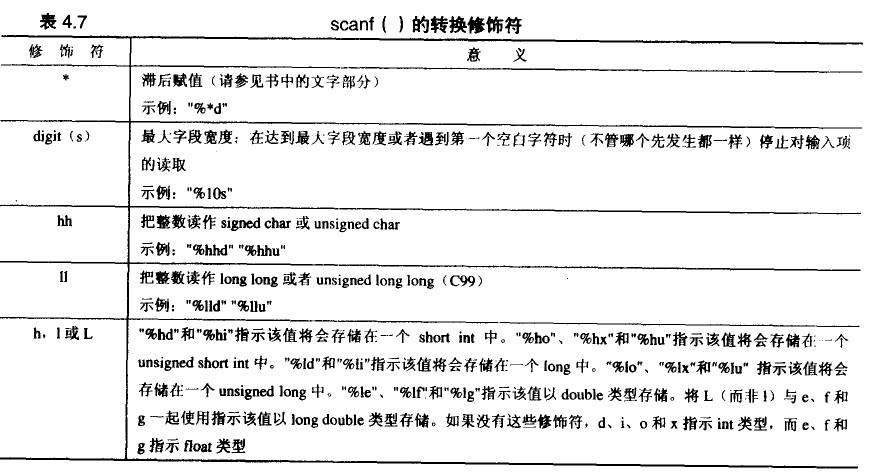 表 4.7 scanf（ ）的转换修饰符
修 饰 符 意 义
* 滞后赋值（请参见书中的文字部分）
示例："%*d"
digit（s） 最大字段宽度：在达到最大字段宽度或者遇到第一个空白字符时（不管哪个先发生都一样）停止对输入项
的读取
示例："%10s"
hh 把整数读作 signed char 或 unsigned char
示例："%hhd" "%hhu"
ll 把整数读作 long long 或者 unsigned long long（C99）
示例："%lld" "%llu"
h，l 或 L "%hd"和"%hi"指示该值将会存储在一个 short int 中。"%ho"、"%hx"和"%hu"指示该值将会存储在一个
unsigned short int 中。"%ld"和"%li"指示该值将会存储在一个 long 中。"%lo"、"%lx"和"%lu" 指示该值将会
存储在一个 unsigned long 中。"%le"、"%lf"和"%lg"指示该值以 double 类型存储。将 L（而非 l）与 e、f 和
g 一起使用指示该值以 long double 类型存储。如果没有这些修饰符，d、i、o 和 x 指示 int 类型，而 e、f 和
g 指示 float 类型